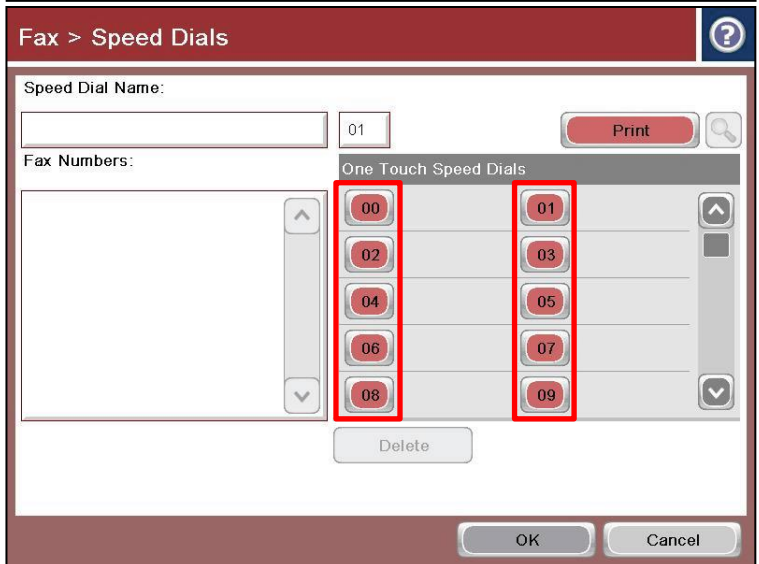 Fax > Speed Dials
?
Speed Dial Name:
01 Print
Fax Numbers:
One Touch Speed Dials
00 01
02 03
04 05
06 07
08 09
Delete
OK Cancel